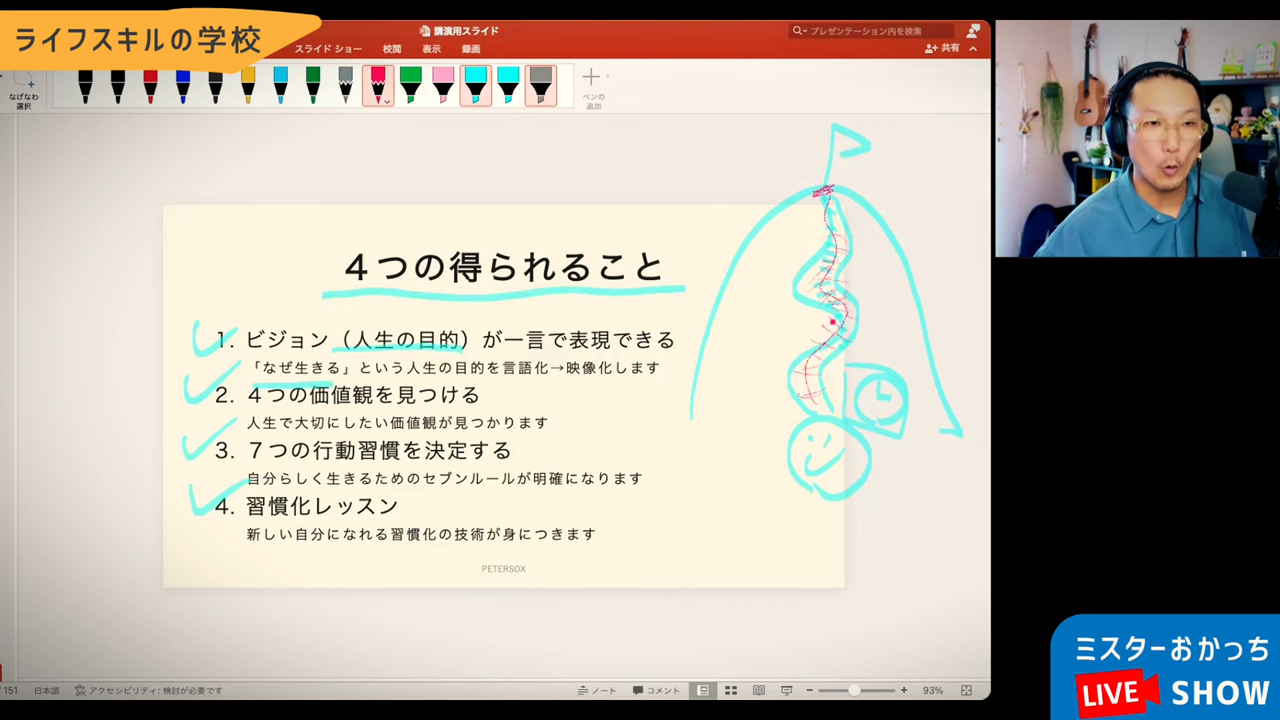 ライフスキルの学校
講演用スライド
プレゼンテーション内を検索
スライド ショー
校閲
表示
録画
共有
なげなわ
選択
ペンの
追加
４つの得られること
1. ビジョン（人生の目的）が一言で表現できる
「なぜ生きる」という人生の目的を言語化→映像化します
2. ４つの価値観を見つける
人生で大切にしたい価値観が見つかります
3. ７つの行動習慣を決定する
自分らしく生きるためのセブンルールが明確になります
4. 習慣化レッスン
新しい自分になれる習慣化の技術が身につきます
PETERSOX
ミスターおかっち
LIVE SHOW
/ 151
日本語
アクセシビリティ: 検討が必要です
ノート
コメント
93%